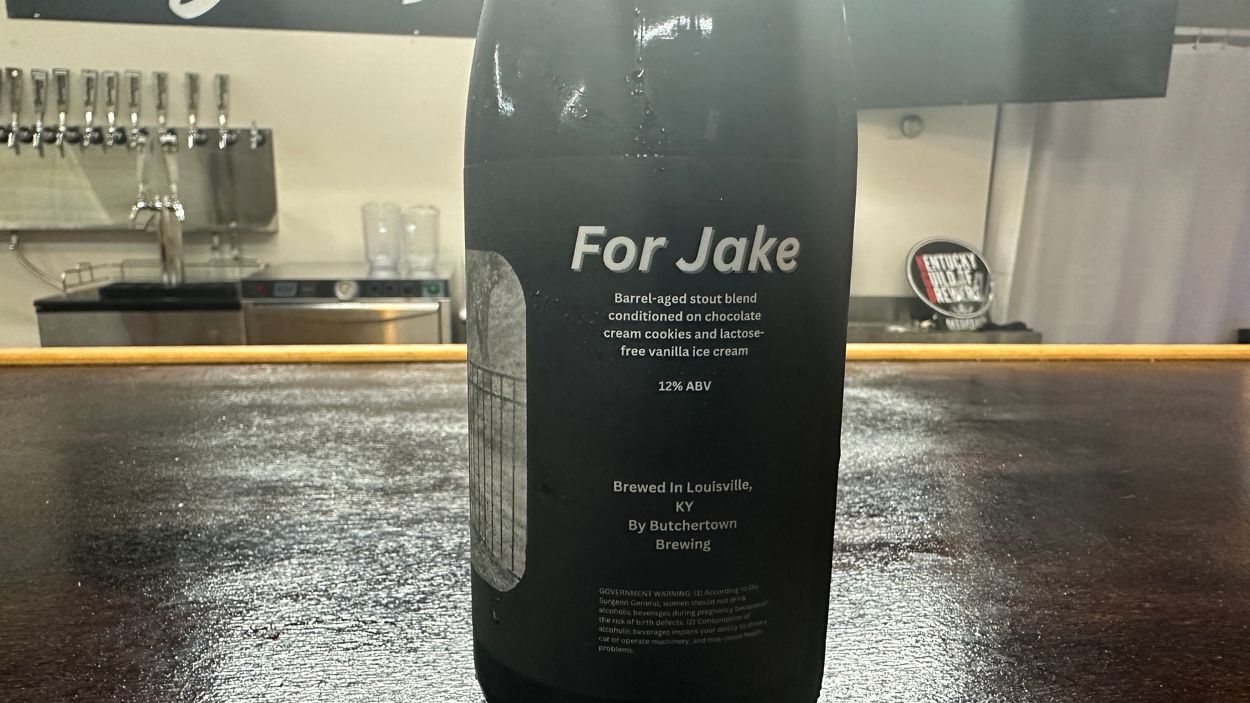 For Jake
Barrel-aged stout blend
conditioned on chocolate
cream cookies and lactose-
free vanilla ice cream
12% ABV
Brewed In Louisville,
KY
By Butchertown
Brewing
GOVERNMENT WARNING: (1) According to the
Surgeon General, women should not drink
alcoholic beverages during pregnancy because of
the risk of birth defects. (2) Consumption of
alcoholic beverages impairs your ability to drive a
car or operate machinery, and may cause health
problems.